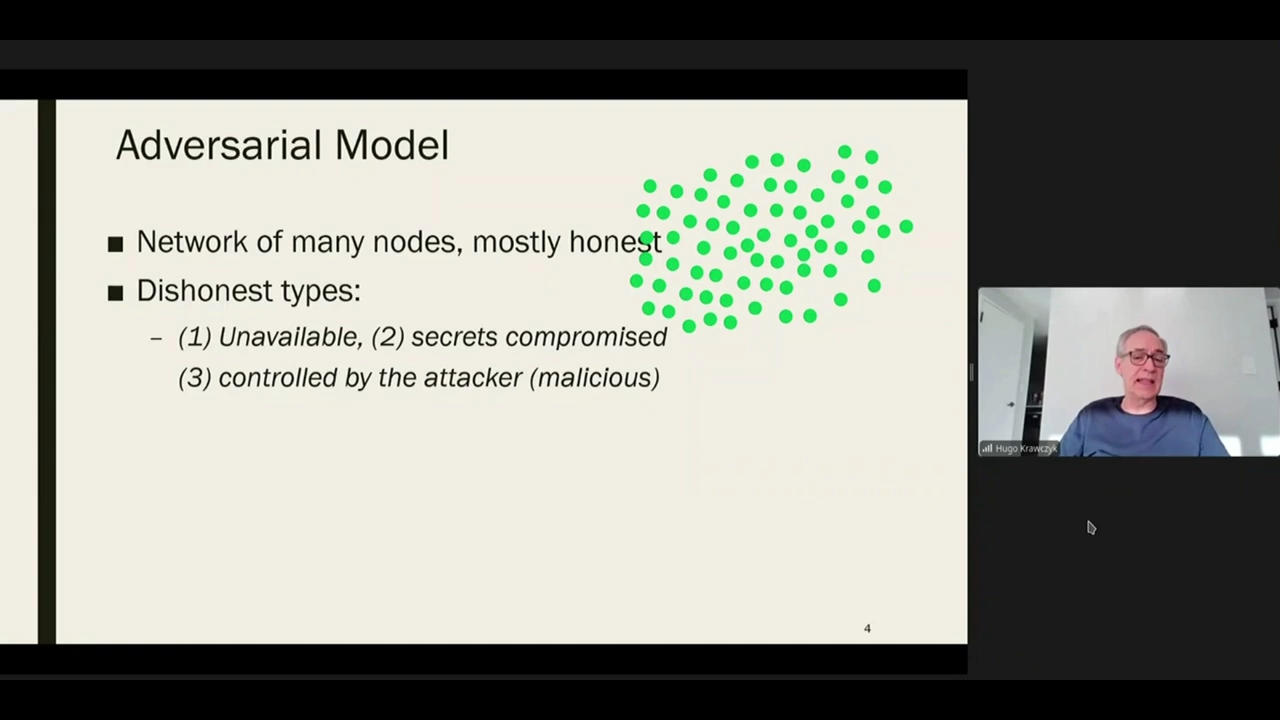 Adversarial Model
■ Network of many nodes, mostly honest
■ Dishonest types:
– (1) Unavailable, (2) secrets compromised
(3) controlled by the attacker (malicious)
4
Hugo Krawczyk